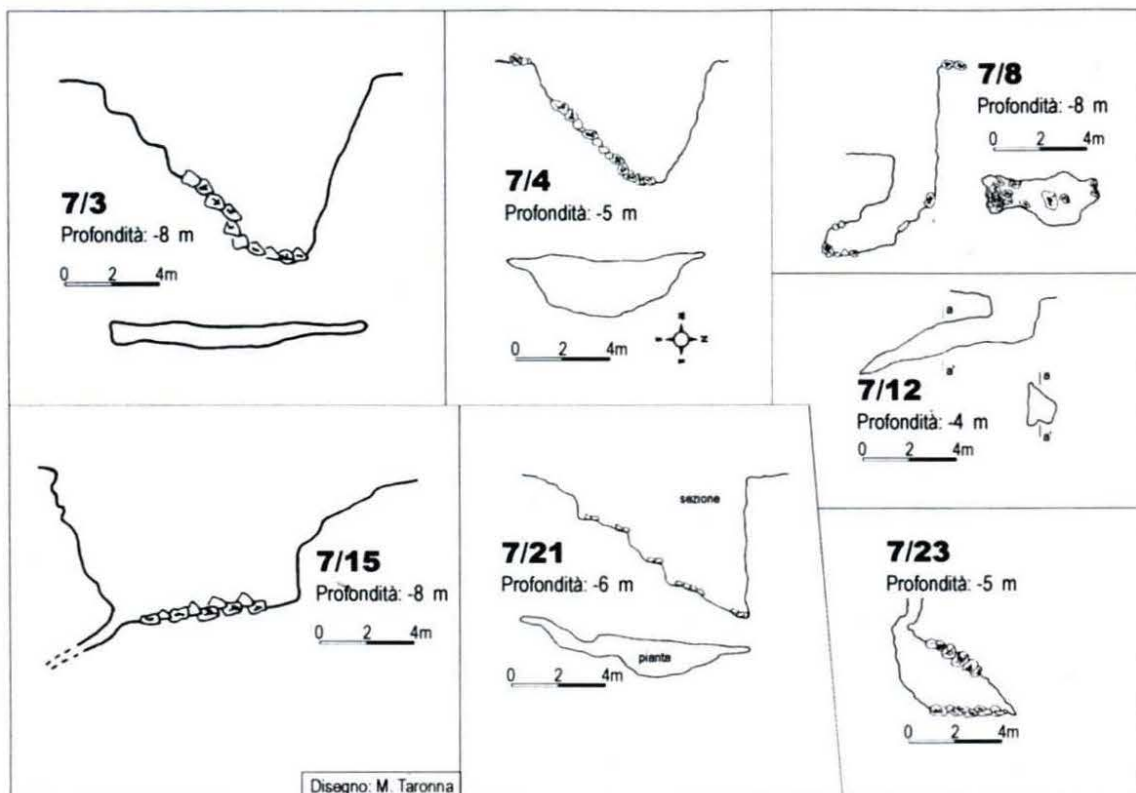 7/3
Profondità: -8 m
0 2 4m
7/4
Profondità: -5 m
0 2 4m
7/8
Profondità: -8 m
0 2 4m
7/12
Profondità: -4 m
0 2 4m
a
a'
a
a'
7/15
Profondità: -8 m
0 2 4m
sezione
7/21
Profondità: -6 m
pianta
0 2 4m
7/23
Profondità: -5 m
0 2 4m
Disegno: M. Taronna